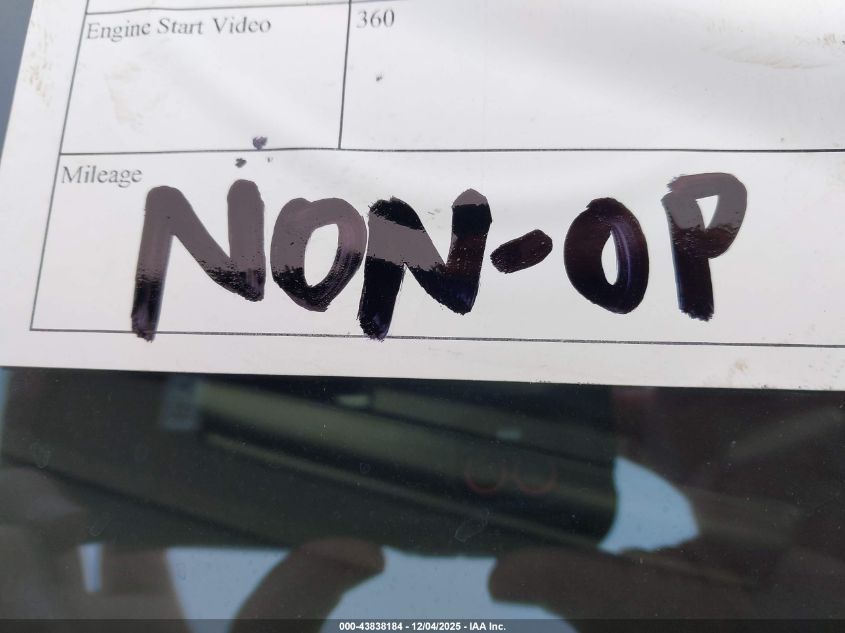 Engine Start Video 360
Mileage
NON-OP
000-43838184 - 12/04/2025 - IAA Inc.